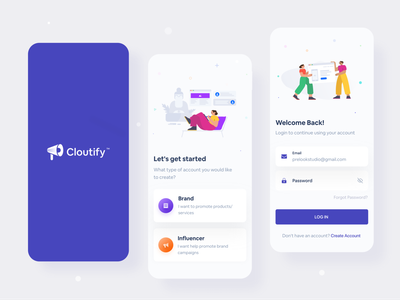 Cloutify™
Let's get started
What type of account you would like
to create?
Brand
I want to promote products/
services
Influencer
I want help promote brand
campaigns
Welcome Back!
Login to continue using your account
Email
preisotstudio@gmail.com
Password
Forgot Password?
LOG IN
Don't have an account? Create Account